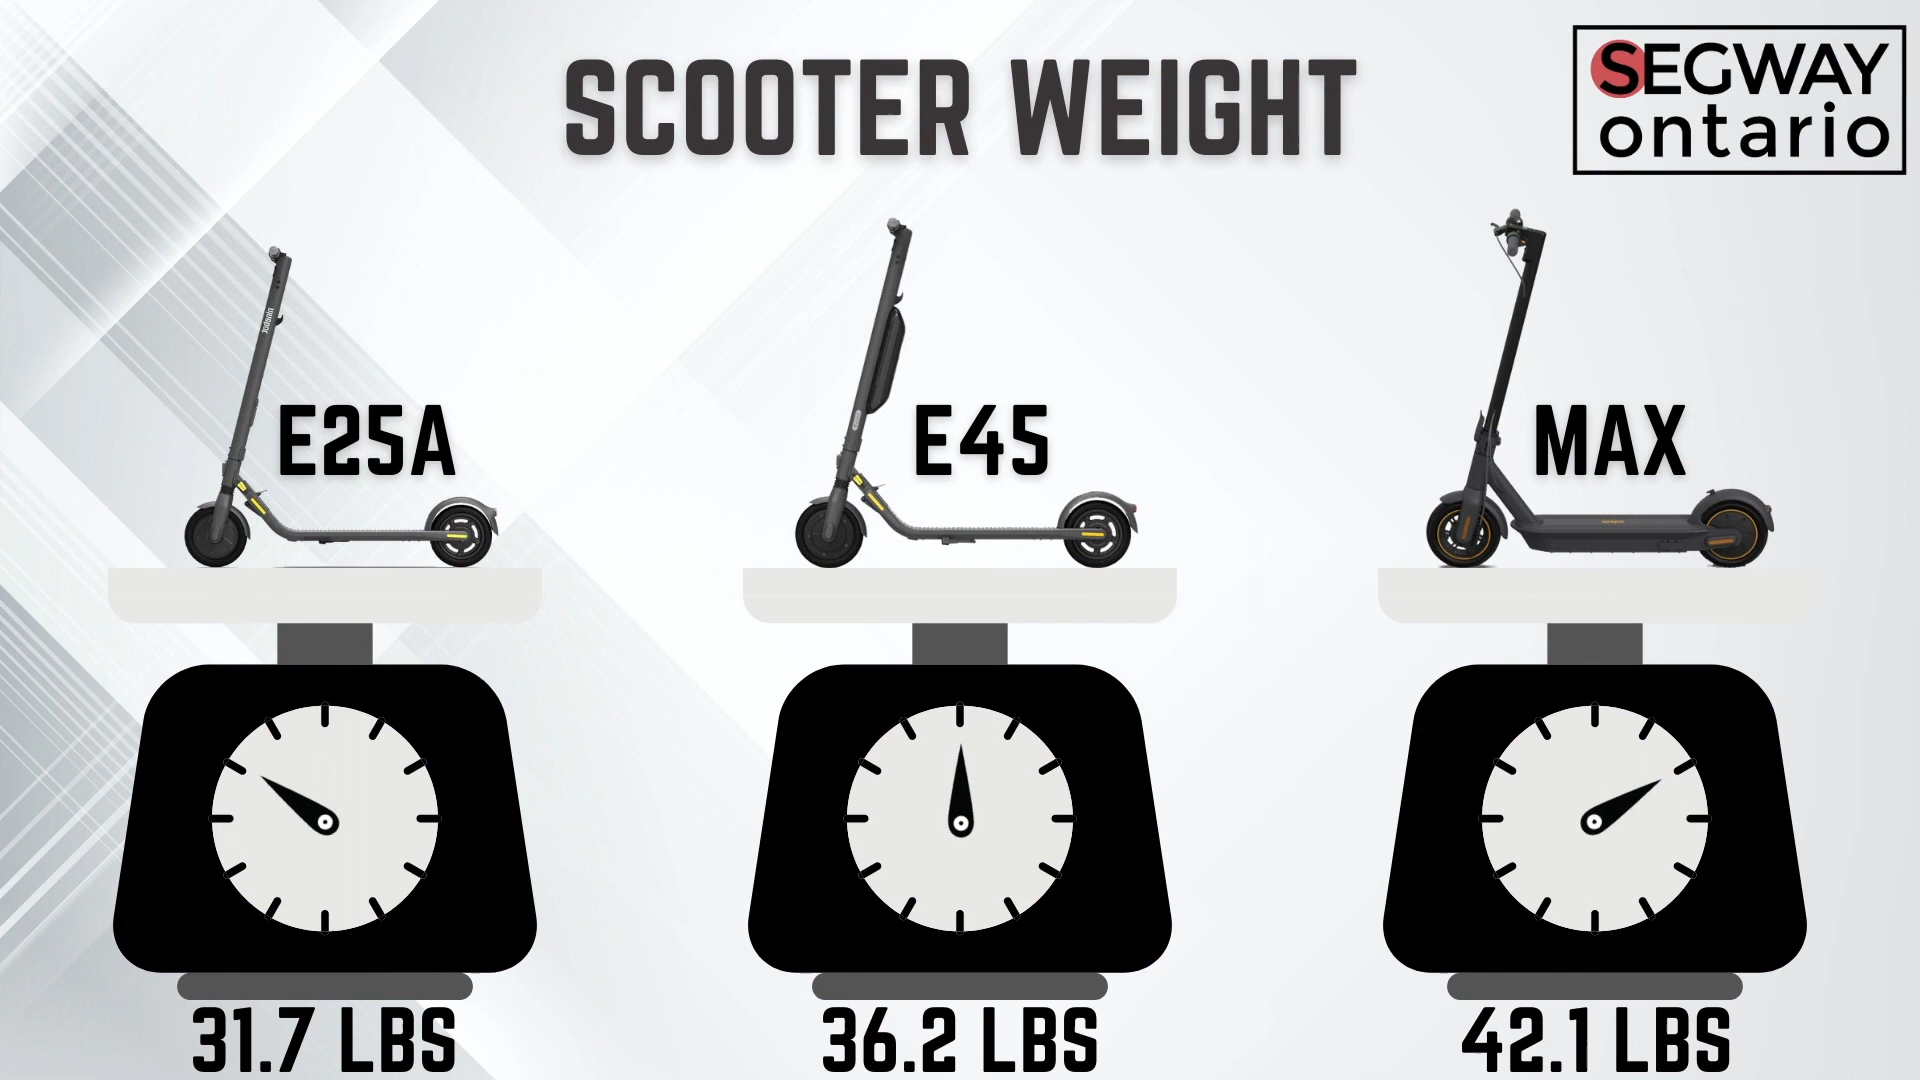 SCOOTER WEIGHT
SEGWAY
ontario
E25A
E45
MAX
31.7 LBS
36.2 LBS
42.1 LBS